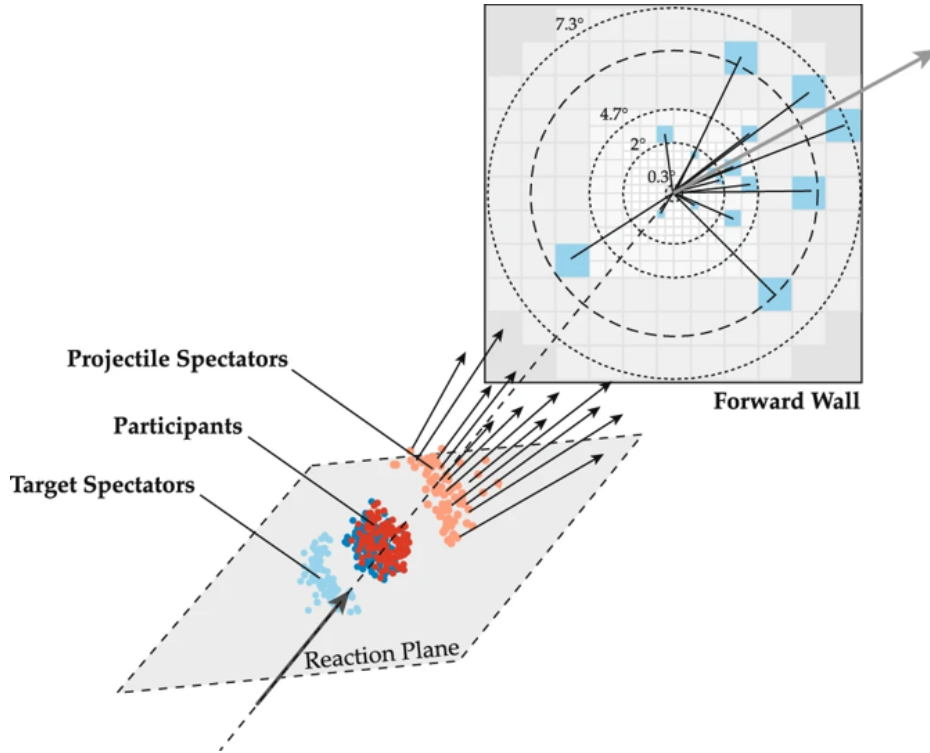 7.3°
4.7°
2°
0.3°
Projectile Spectators
Forward Wall
Participants
Target Spectators
Reaction Plane